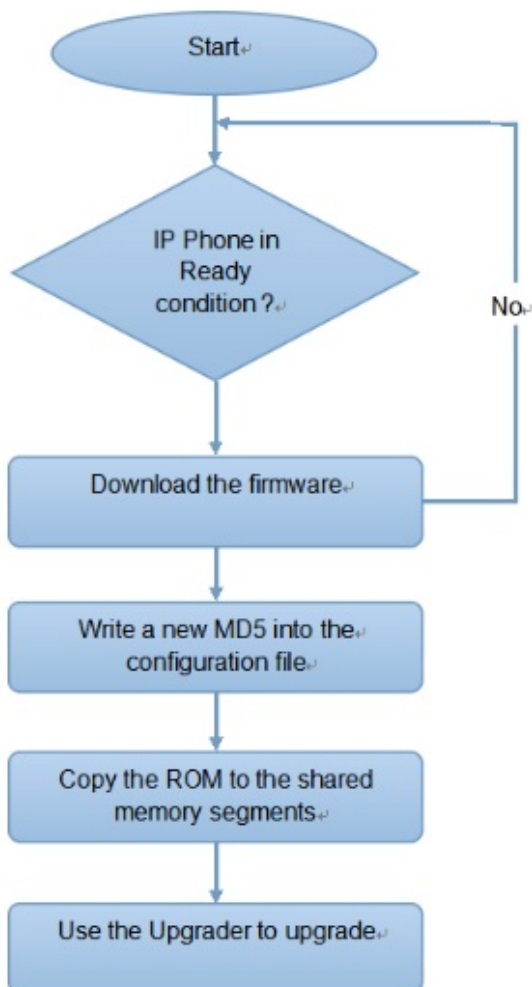 Start
IP Phone in
Ready
condition ?
No
Download the firmware
Write a new MD5 into the
configuration file
Copy the ROM to the shared
memory segments
Use the Upgrader to upgrade